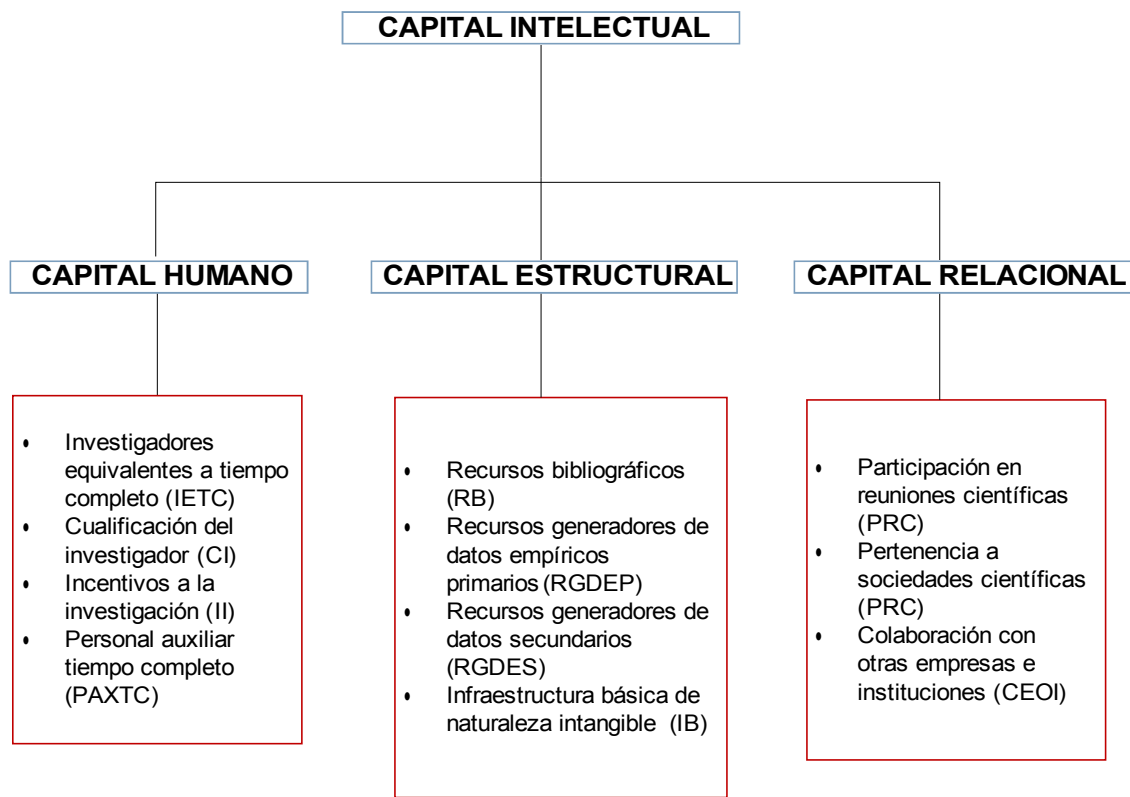 CAPITAL INTELECTUAL
CAPITAL HUMANO
CAPITAL ESTRUCTURAL
CAPITAL RELACIONAL
• Investigadores
equivalentes a tiempo
completo (IETC)
• Cualificación del
investigador (CI)
• Incentivos a la
investigación (II)
• Personal auxiliar
tiempo completo
(PAXTC)
• Recursos bibliográficos
(RB)
• Recursos generadores de
datos empíricos
primarios (RGDEP)
• Recursos generadores de
datos secundarios
(RGDES)
• Infraestructura básica de
naturaleza intangible (IB)
• Participación en
reuniones científicas
(PRC)
• Pertenencia a
sociedades científicas
(PRC)
• Colaboración con
otras empresas e
instituciones (CEOI)